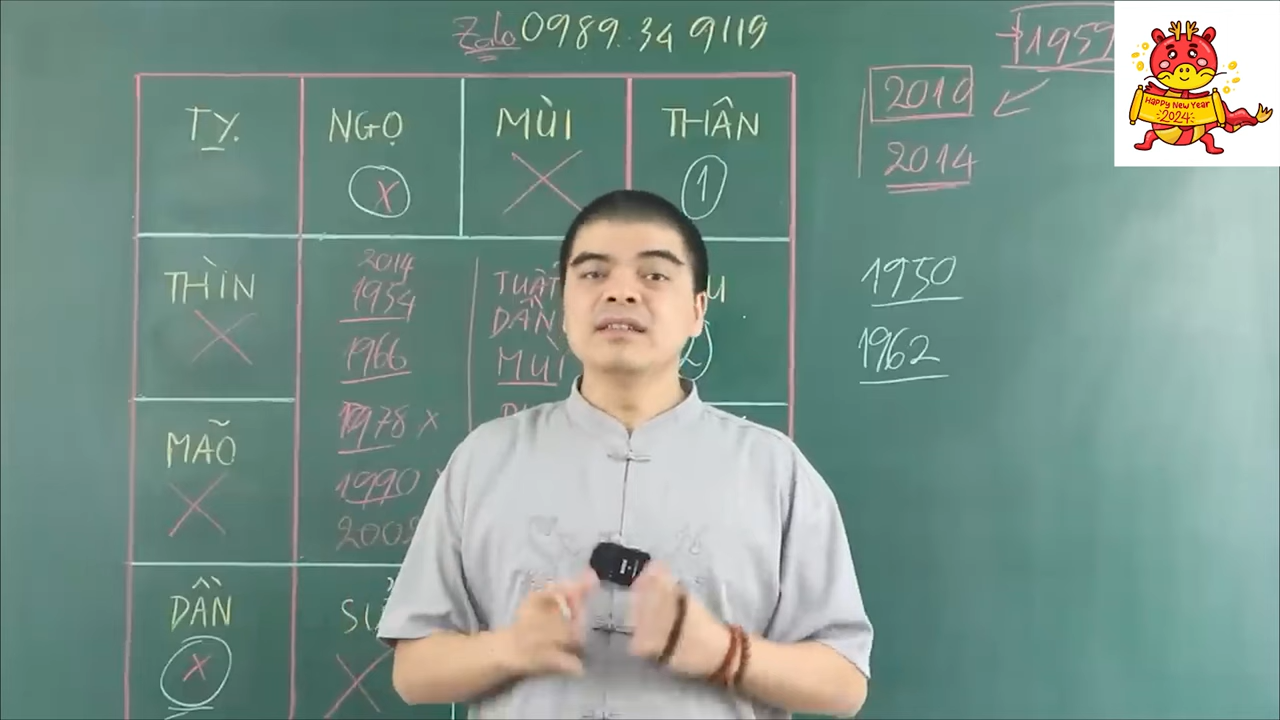 Zalo 0989.34 9119
1959
HAPPY NEW YEAR
2024
TỴ.
NGỌ
X
MÙI
THÂN
1
2010
2014
THÌN
2014
1954
1966
1978 x
1990
TUẤT
DẦN
MÙI
1950
1962
MÃO
DẦN
x